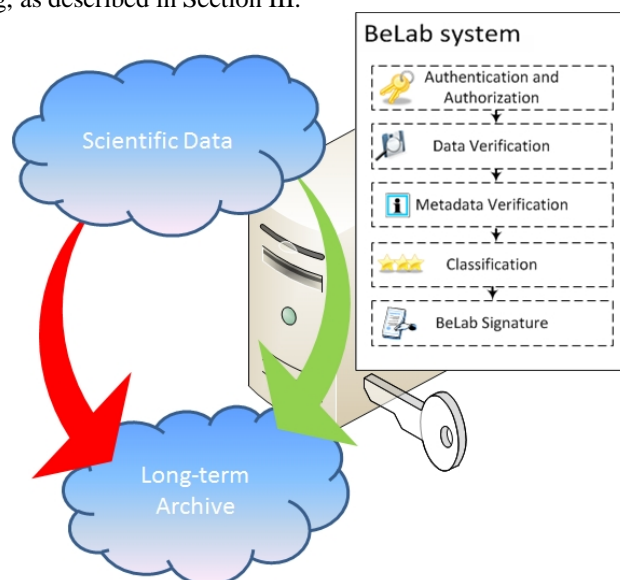 g, as described in Section III.
BeLab system
Authentication and
Authorization
Data Verification
Metadata Verification
Classification
BeLab Signature
Scientific Data
Long-term
Archive